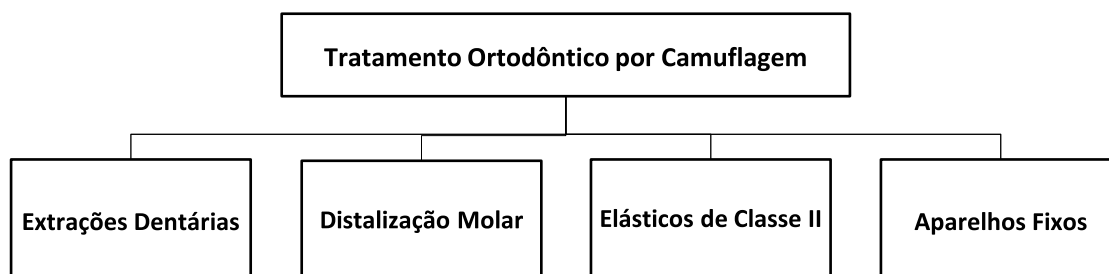 Tratamento Ortodôntico por Camuflagem
Extrações Dentárias
Distalização Molar
Elásticos de Classe II
Aparelhos Fixos